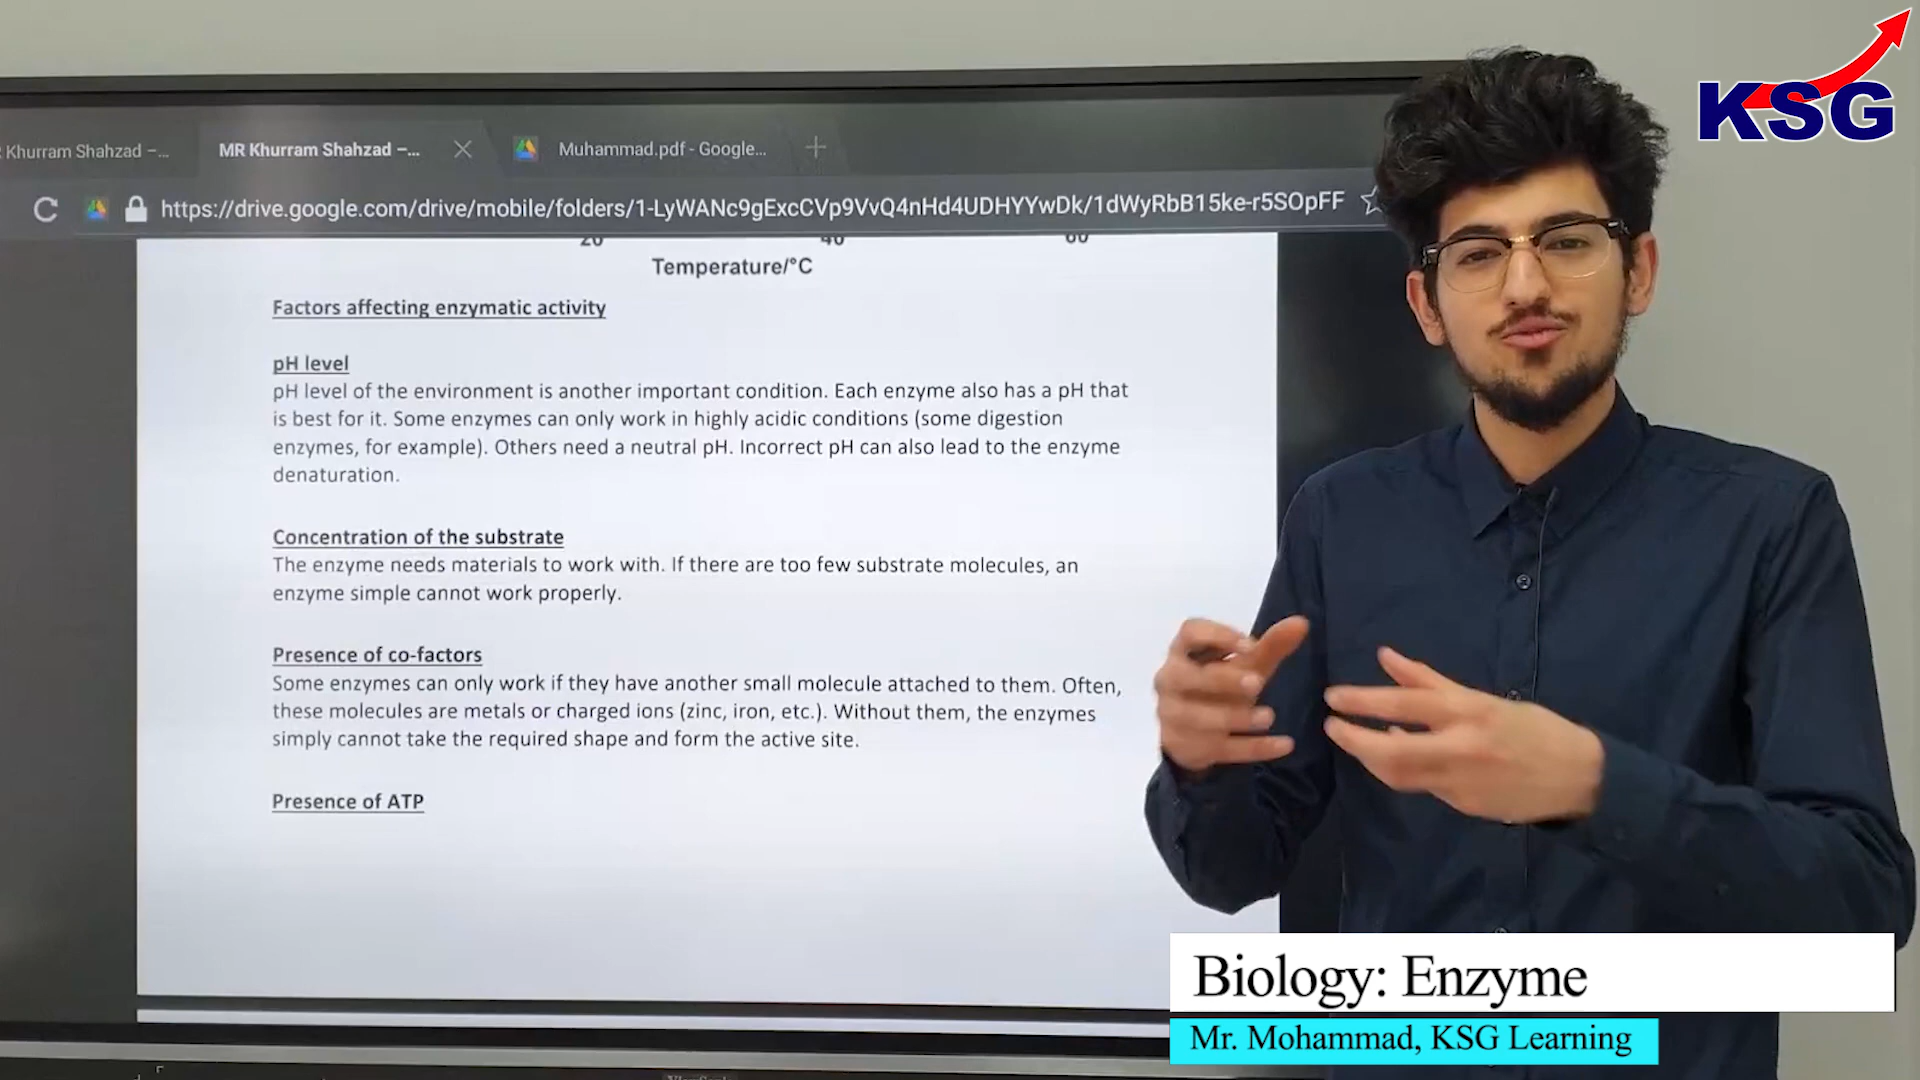 KSG
Khurram Shahzad –...
MR Khurram Shahzad –...
Muhammad.pdf - Google...
https://drive.google.com/drive/mobile/folders/1-LyWANc9gExcCVp9VvQ4nHd4UDHYYwDk/1dWyRbB15ke-r5SOpFF
20 40 60
Temperature/°C
Factors affecting enzymatic activity
pH level
pH level of the environment is another important condition. Each enzyme also has a pH that
is best for it. Some enzymes can only work in highly acidic conditions (some digestion
enzymes, for example). Others need a neutral pH. Incorrect pH can also lead to the enzyme
denaturation.
Concentration of the substrate
The enzyme needs materials to work with. If there are too few substrate molecules, an
enzyme simple cannot work properly.
Presence of co-factors
Some enzymes can only work if they have another small molecule attached to them. Often,
these molecules are metals or charged ions (zinc, iron, etc.). Without them, the enzymes
simply cannot take the required shape and form the active site.
Presence of ATP
Biology: Enzyme
Mr. Mohammad, KSG Learning